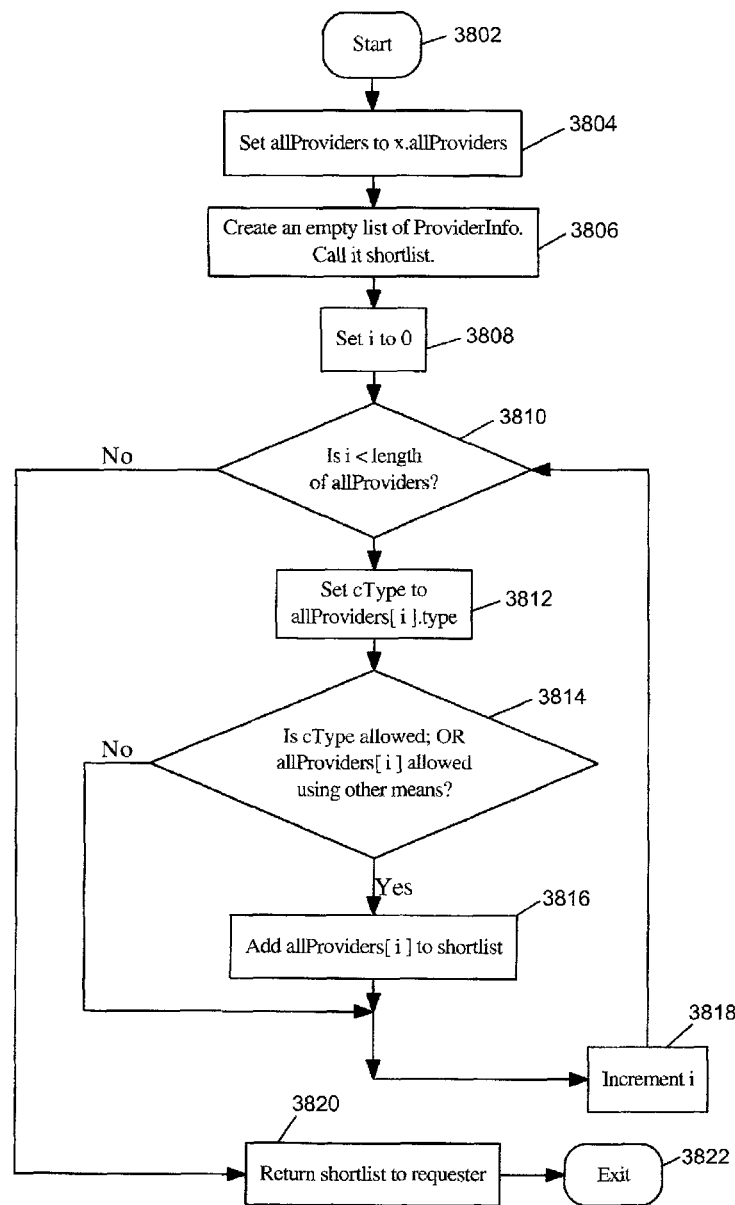 Start
3802
Set allProviders to x.allProviders
3804
Create an empty list of ProviderInfo.
Call it shortlist.
3806
Set i to 0
3808
3810
No
Is i < length
of allProviders?
Set cType to
allProviders[ i ].type
3812
3814
No
Is cType allowed; OR
allProviders[ i ] allowed
using other means?
Yes
3816
Add allProviders[ i ] to shortlist
3818
Increment i
3820
Return shortlist to requester
Exit
3822